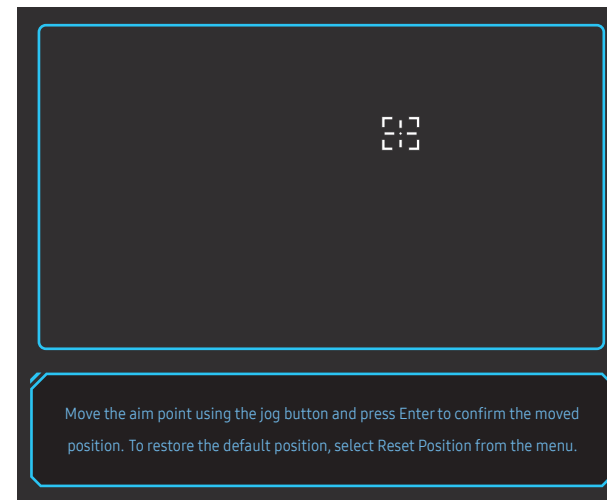 Move the aim point using the jog button and press Enter to confirm the moved
position. To restore the default position, select Reset Position from the menu.